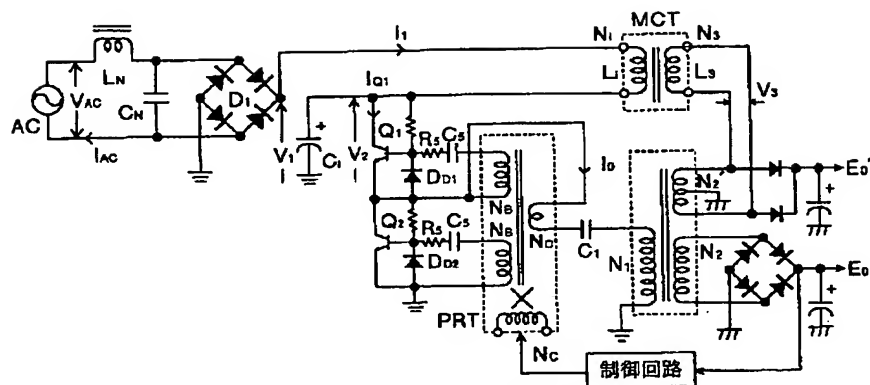 MCT
I1
N1
N3
L1
L3
V3
LN
CN
VAC
AC
IAC
D1
V1
V2
CI
IQ1
Q1
R5
C5
DD1
NB
Q2
NB
R5
C5
DD2
ID
ND
C1
PRT
NC
N1
N2'
N2
E0'
E0
制御回路